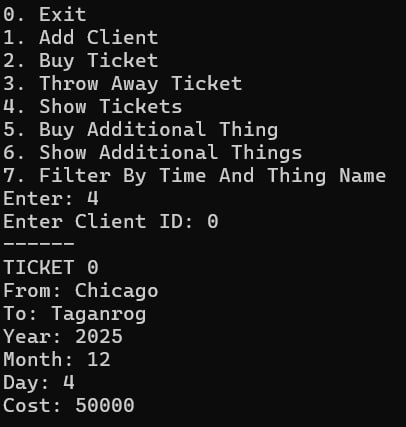 0. Exit
1. Add Client
2. Buy Ticket
3. Throw Away Ticket
4. Show Tickets
5. Buy Additional Thing
6. Show Additional Things
7. Filter By Time And Thing Name
Enter: 4
Enter Client ID: 0
------
TICKET 0
From: Chicago
To: Taganrog
Year: 2025
Month: 12
Day: 4
Cost: 50000